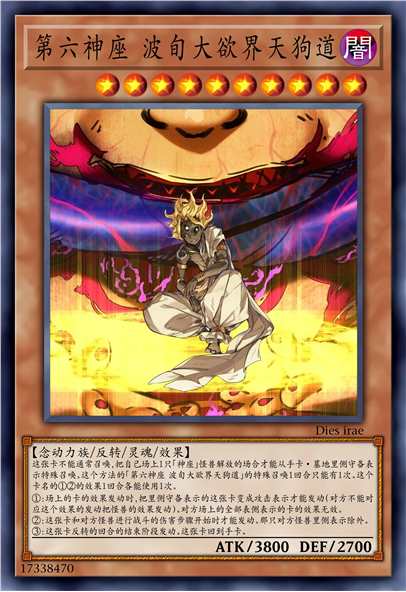 第六神座 波旬大欲界天狗道
闇
Dies irae
【念动力族/反转/灵魂/效果】
这张卡不能通常召唤,把自己场上1只「神座」怪兽解放的场合才能从手卡·墓地里侧守备表
示特殊召唤,这个方法的「第六神座 波旬大欲界天狗道」的特殊召唤1回合只能有1次,这个
卡名的①②的效果1回合各能使用1次。
①:场上的卡的效果发动时,把里侧守备表示的这张卡变成攻击表示才能发动(对方不能对
应这个效果的发动把怪兽的效果发动),对方场上的全部表侧表示的卡的效果无效。
②:这张卡和对方怪兽进行战斗的伤害步骤开始时才能发动,那只对方怪兽里侧表示除外。
③:这张卡反转的回合的结束阶段发动,这张卡回到手卡。
ATK/3800 DEF/2700
17338470